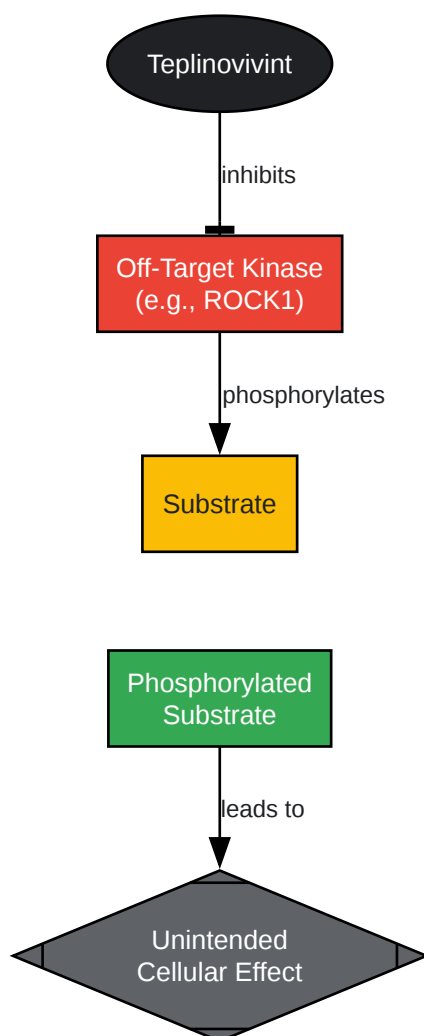 Teplinovivint
inhibits
Off-Target Kinase
(e.g., ROCK1)
phosphorylates
Substrate
Phosphorylated
Substrate
leads to
Unintended
Cellular Effect